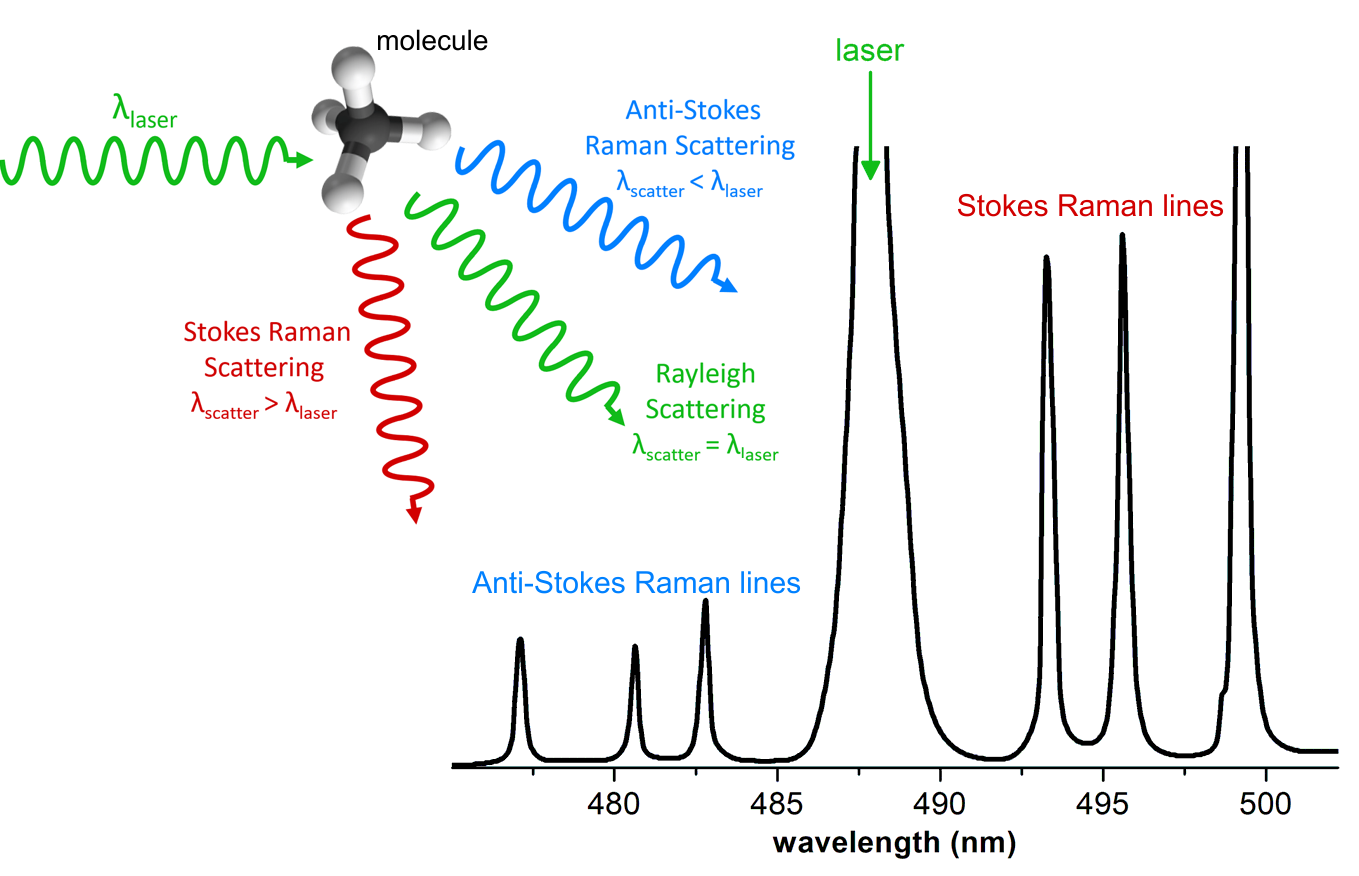 molecule
laser
λlaser
Anti-Stokes
Raman Scattering
λscatter < λlaser
Stokes Raman lines
Stokes Raman
Scattering
λscatter > λlaser
Rayleigh
Scattering
λscatter = λlaser
Anti-Stokes Raman lines
480 485 490 495 500
wavelength (nm)